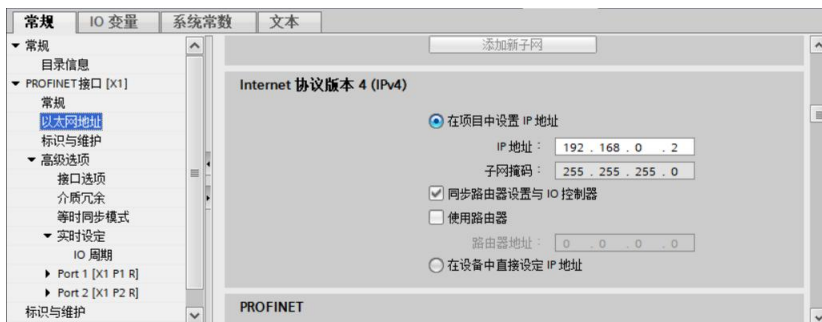 常规 IO 变量 系统常数 文本
常规
目录信息
PROFINET接口 [X1]
常规
以太网地址
标识与维护
高级选项
接口选项
介质冗余
等时同步模式
实时设定
IO 周期
Port 1 [X1 P1 R]
Port 2 [X1 P2 R]
标识与维护
添加新子网
Internet 协议版本 4 (IPv4)
在项目中设置 IP 地址
IP 地址： 192 . 168 . 0 . 2
子网掩码： 255 . 255 . 255 . 0
同步路由器设置与 IO 控制器
使用路由器
路由器地址： 0 . 0 . 0 . 0
在设备中直接设定 IP 地址
PROFINET